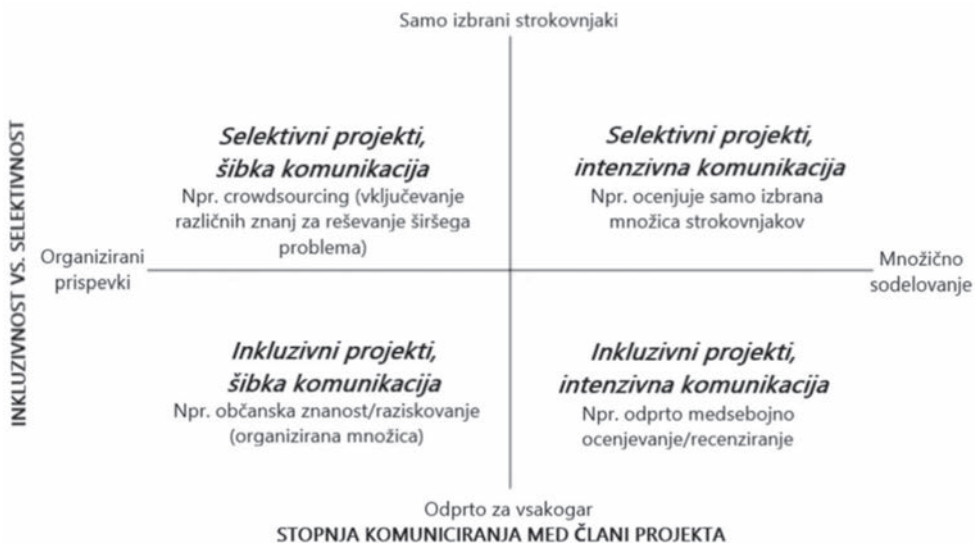 Samo izbrani strokovnjaki
INKLUZIVNOST VS. SELEKTIVNOST
Selektivni projekti,
šibka komunikacija
Npr. crowdsourcing (vključevanje
različnih znanj za reševanje širšega
problema)
Selektivni projekti,
intenzivna komunikacija
Npr. ocenjuje samo izbrana
množica strokovnjakov
Organizirani
prispevki
Množično
sodelovanje
Inkluzivni projekti,
šibka komunikacija
Npr. občanska znanost/raziskovanje
(organizirana množica)
Inkluzivni projekti,
intenzivna komunikacija
Npr. odprto medsebojno
ocenjevanje/recenziranje
Odprto za vsakogar
STOPNJA KOMUNICIRANJA MED ČLANI PROJEKTA